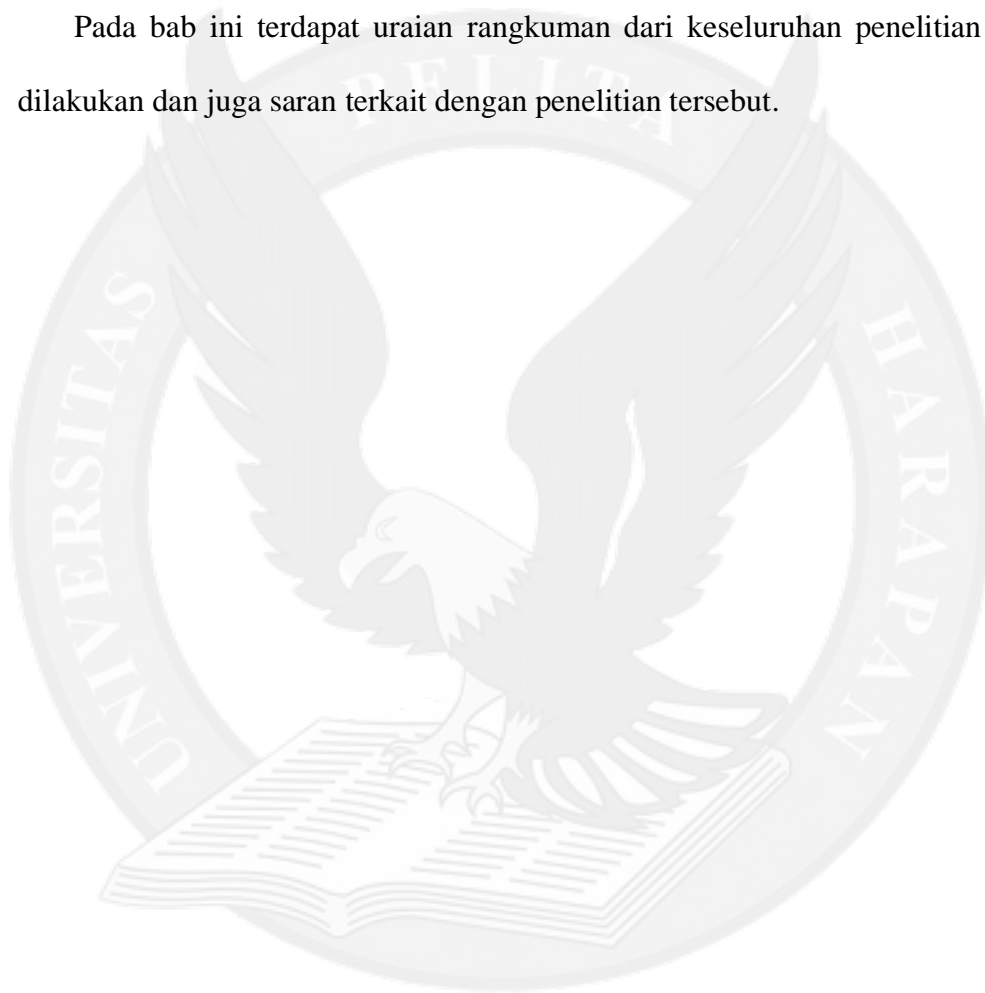 Pada bab ini terdapat uraian rangkuman dari keseluruhan penelitian
dilakukan dan juga saran terkait dengan penelitian tersebut.
UNIVERSITAS PELITA HARAPAN